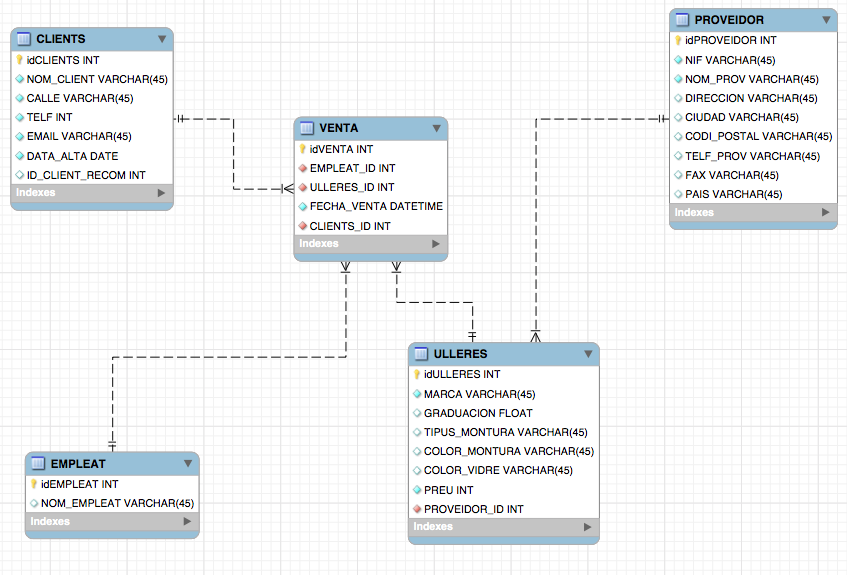 CLIENTS
idCLIENTS INT
NOM_CLIENT VARCHAR(45)
CALLE VARCHAR(45)
TELF INT
EMAIL VARCHAR(45)
DATA_ALTA DATE
ID_CLIENT_RECOM INT
Indexes
VENTA
idVENTA INT
EMPLEAT_ID INT
ULLERES_ID INT
FECHA_VENTA DATETIME
CLIENTS_ID INT
Indexes
PROVEIDOR
idPROVEIDOR INT
NIF VARCHAR(45)
NOM_PROV VARCHAR(45)
DIRECCION VARCHAR(45)
CIUDAD VARCHAR(45)
CODI_POSTAL VARCHAR(45)
TELF_PROV VARCHAR(45)
FAX VARCHAR(45)
PAIS VARCHAR(45)
Indexes
EMPLEAT
idEMPLEAT INT
NOM_EMPLEAT VARCHAR(45)
Indexes
ULLERES
idULLERES INT
MARCA VARCHAR(45)
GRADUACION FLOAT
TIPUS_MONTURA VARCHAR(45)
COLOR_MONTURA VARCHAR(45)
COLOR_VIDRE VARCHAR(45)
PREU INT
PROVEIDOR_ID INT
Indexes